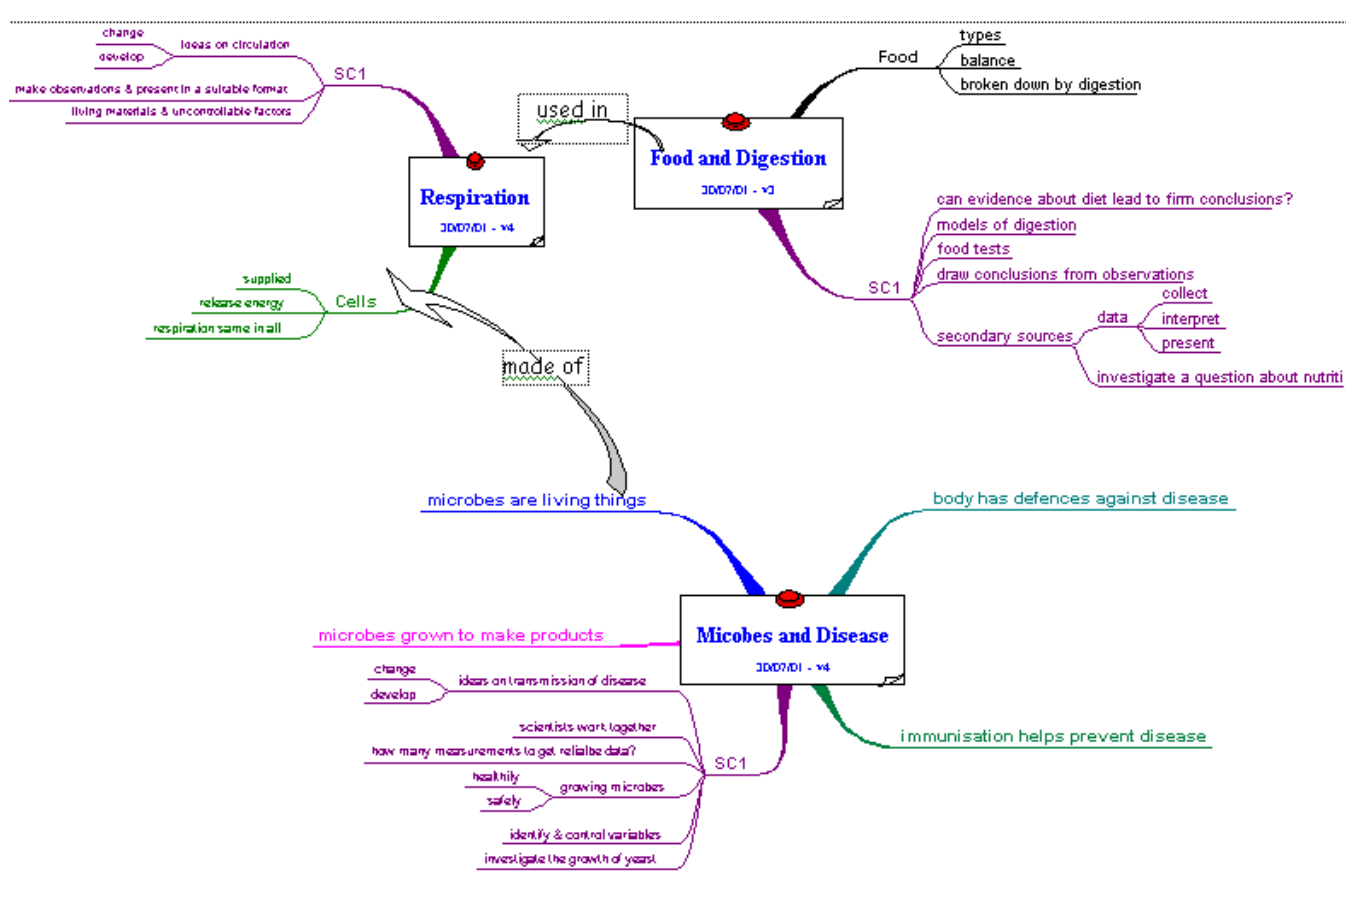 change
develop
ideas on circulation
make observations & present in a suitable format
living materials & uncontrollable factors
SC1
used in
Food
types
balance
broken down by digestion
Respiration
30/07/01 - v4
Food and Digestion
30/07/01 - v3
can evidence about diet lead to firm conclusions?
models of digestion
food tests
draw conclusions from observations
SC1
secondary sources
data
collect
interpret
present
investigate a question about nutriti
supplied
release energy
respiration same in all
Cells
made of
microbes are living things
body has defences against disease
microbes grown to make products
Micobes and Disease
30/07/01 - v4
immunisation helps prevent disease
change
develop
ideas on transmission of disease
scientists work together
how many measurements to get relialbe data?
healthily
safely
growing microbes
identify & control variables
investigate the growth of yeast
SC1